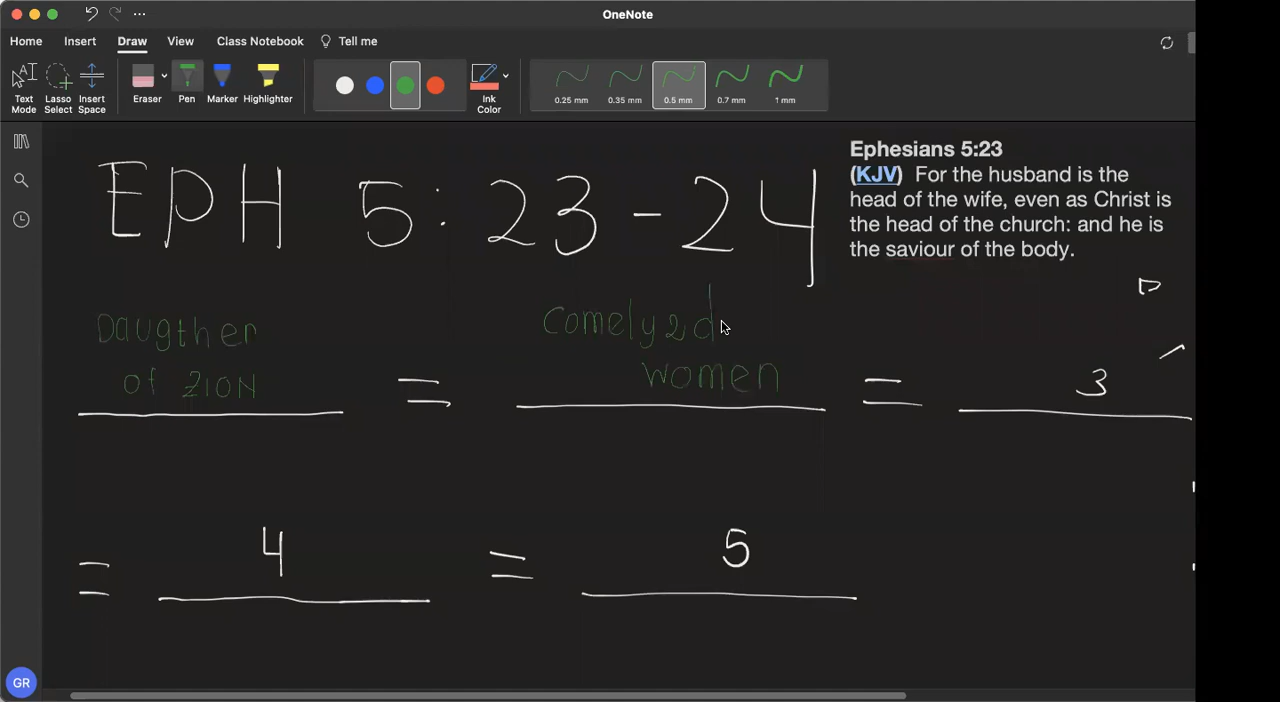 OneNote
Home Insert Draw View Class Notebook Tell me
Text Mode
Lasso Select
Insert Space
Eraser
Pen
Marker
Highlighter
Ink Color
0.25 mm
0.35 mm
0.5 mm
0.7 mm
1 mm
EPH 5:23-24
Ephesians 5:23
(KJV) For the husband is the
head of the wife, even as Christ is
the head of the church: and he is
the saviour of the body.
Daugther
of ZION
=
Comely 2 d
women
=
3
=
4
=
5
GR